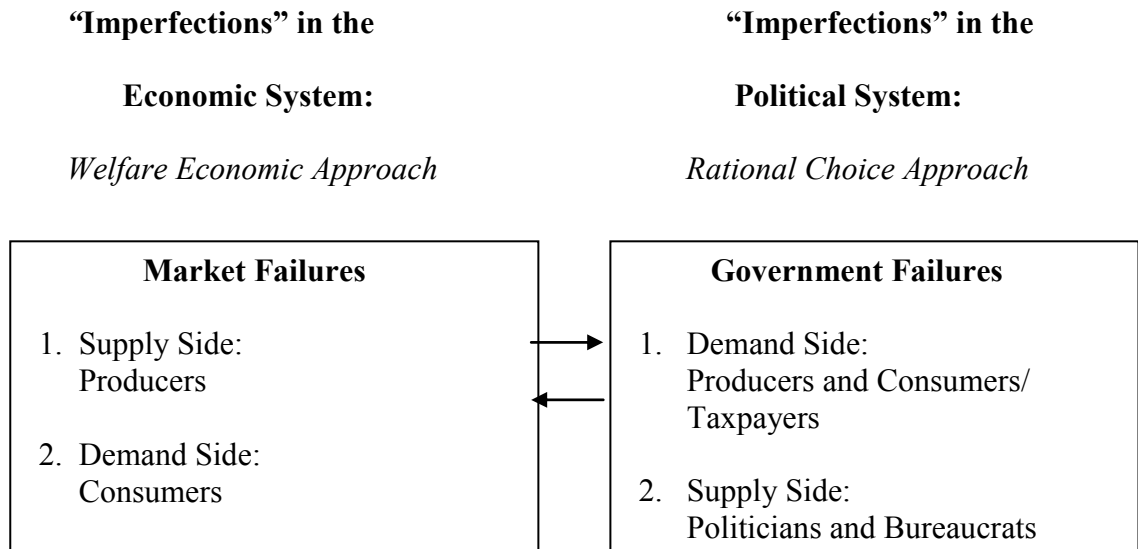 “Imperfections” in the
Economic System:
Welfare Economic Approach
Market Failures
1. Supply Side:
Producers
2. Demand Side:
Consumers
“Imperfections” in the
Political System:
Rational Choice Approach
Government Failures
1. Demand Side:
Producers and Consumers/
Taxpayers
2. Supply Side:
Politicians and Bureaucrats